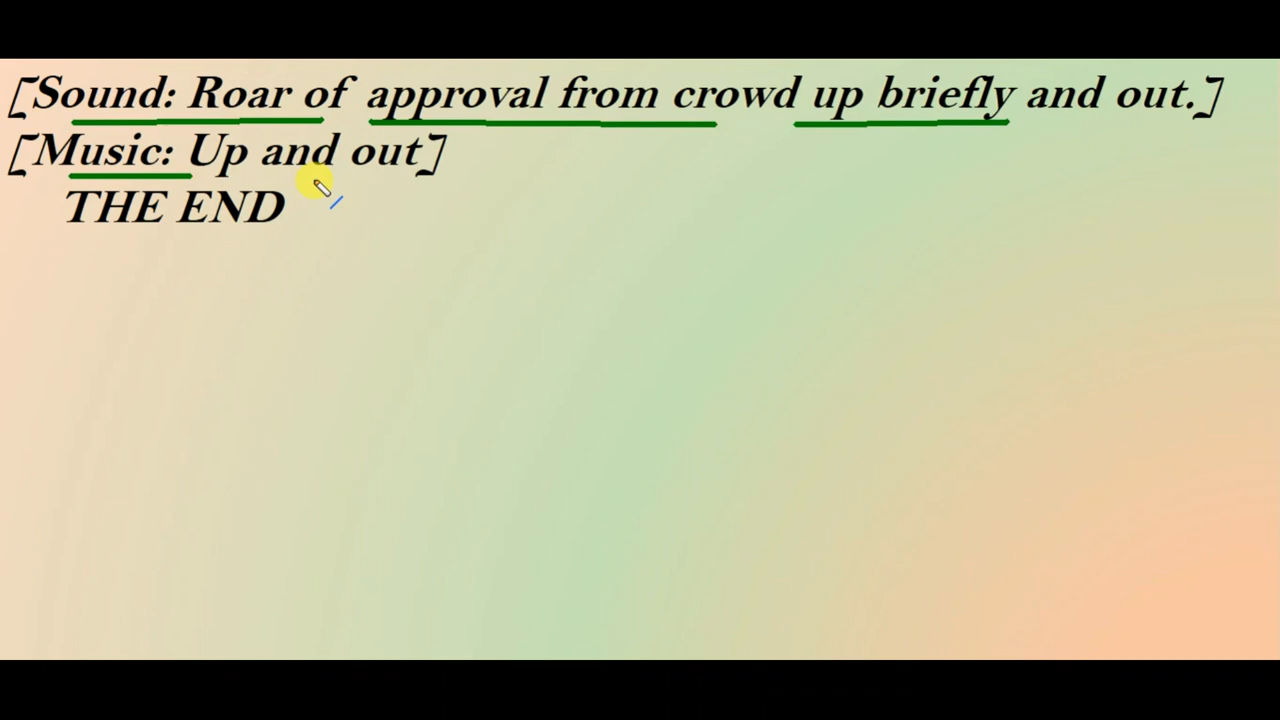 [Sound: Roar of approval from crowd up briefly and out.]
[Music: Up and out]
THE END